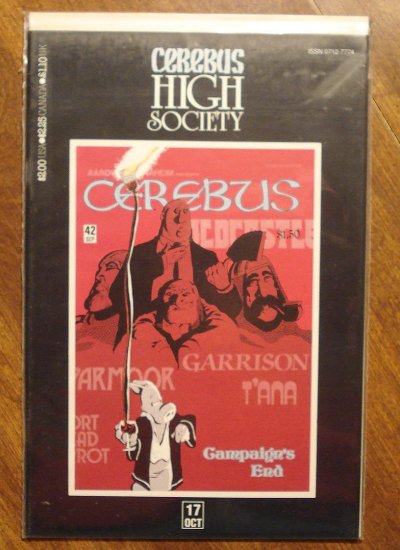 CEREBUS
HIGH
SOCIETY
ISSN 0712-7774
$2.00 USA $2.25 CANADA £1.10 UK
CEREBUS
42
SEP
$1.50
GARRISON
T'ANA
Campaign's
End
17
OCT